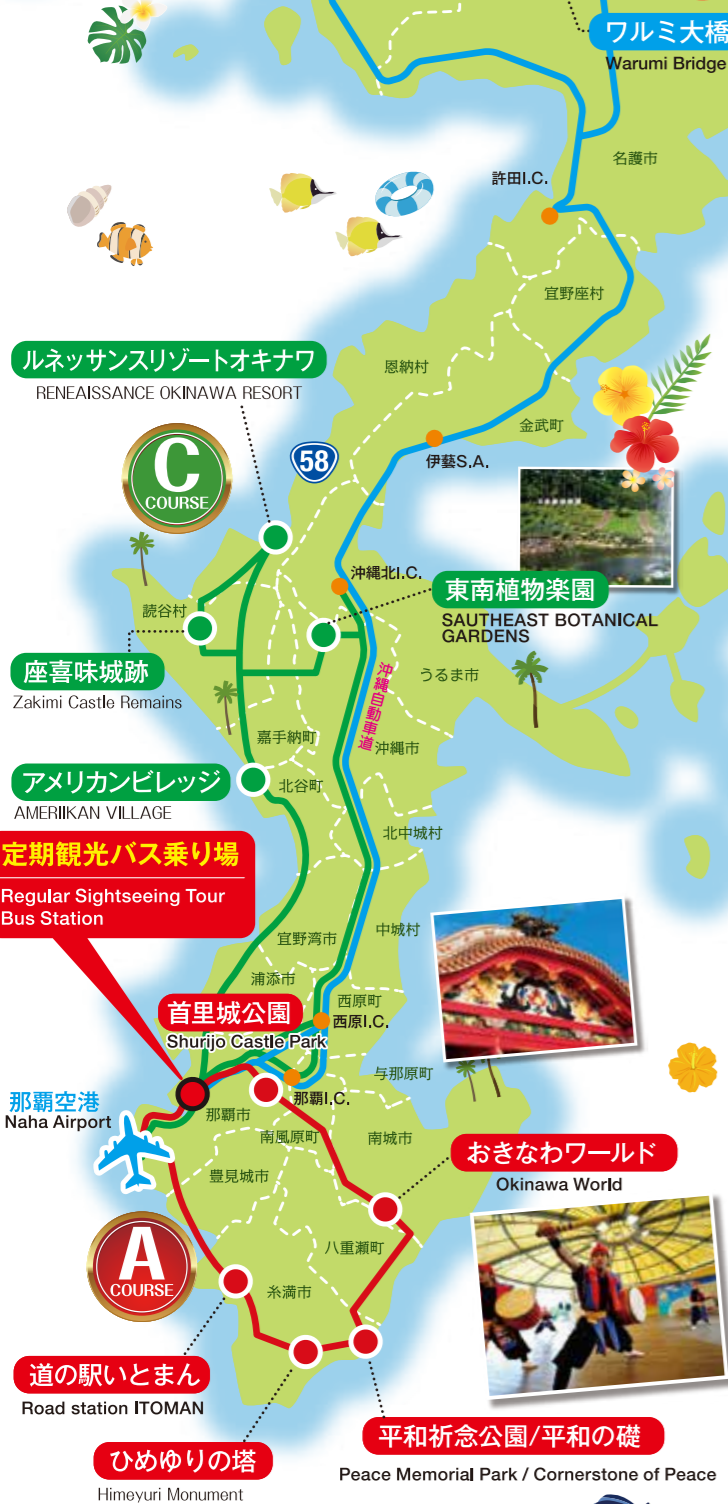 ワルミ大橋
Warumi Bridge
名護市
許田I.C.
宜野座村
ルネッサンスリゾートオキナワ
RENEAISSANCE OKINAWA RESORT
恩納村
金武町
C
COURSE
58
伊藝S.A.
沖縄北I.C.
東南植物楽園
SAUTHEAST BOTANICAL
GARDENS
読谷村
座喜味城跡
Zakimi Castle Remains
うるま市
沖縄自動車道
嘉手納町
沖縄市
アメリカンビレッジ
AMERIIKAN VILLAGE
北谷町
北中城村
定期観光バス乗り場
Regular Sightseeing Tour
Bus Station
中城村
宜野湾市
浦添市
西原町
首里城公園
Shurijo Castle Park
西原I.C.
与那原町
那覇空港
Naha Airport
那覇I.C.
那覇市
南風原町
南城市
おきなわワールド
Okinawa World
豊見城市
A
COURSE
八重瀬町
糸満市
道の駅いとまん
Road station ITOMAN
ひめゆりの塔
Himeyuri Monument
平和祈念公園/平和の礎
Peace Memorial Park / Cornerstone of Peace